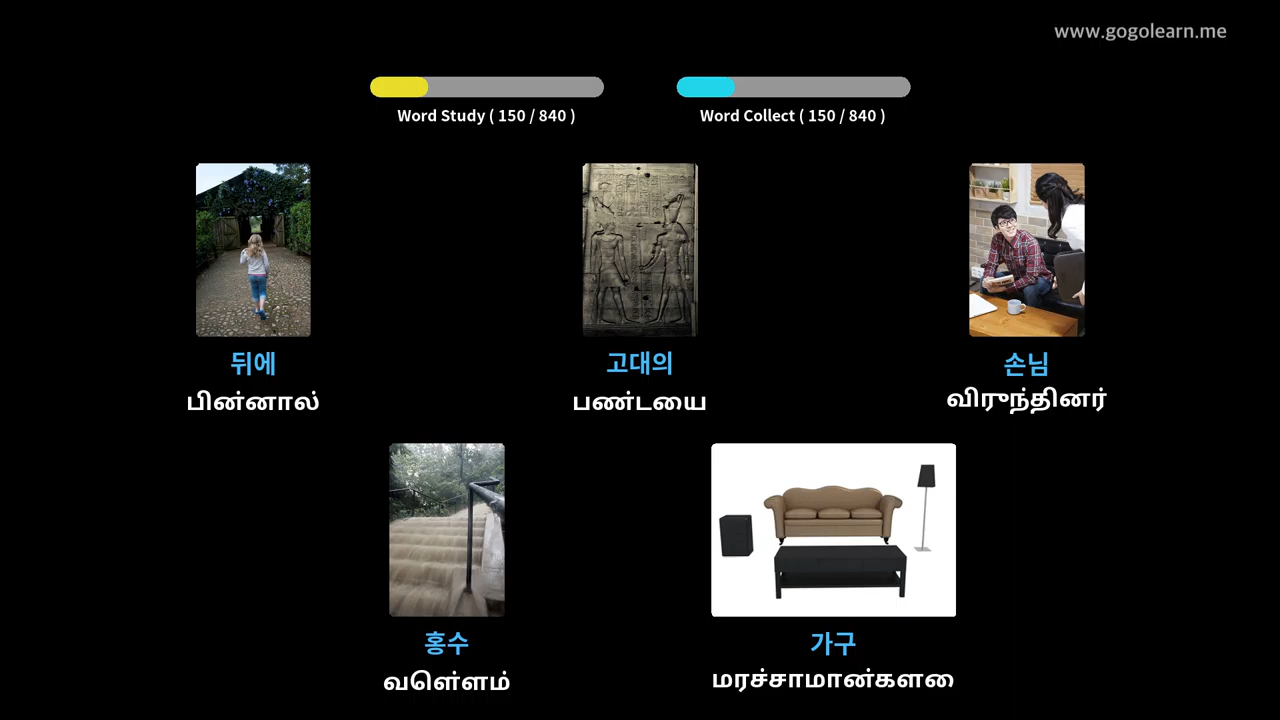 www.gogolearn.me
Word Study ( 150 / 840 )
Word Collect ( 150 / 840 )
뒤에
பின்னால்
고대의
பண்டைய
손님
விருந்தினர்
홍수
வெள்ளம்
가구
மரச்சாமான்களை